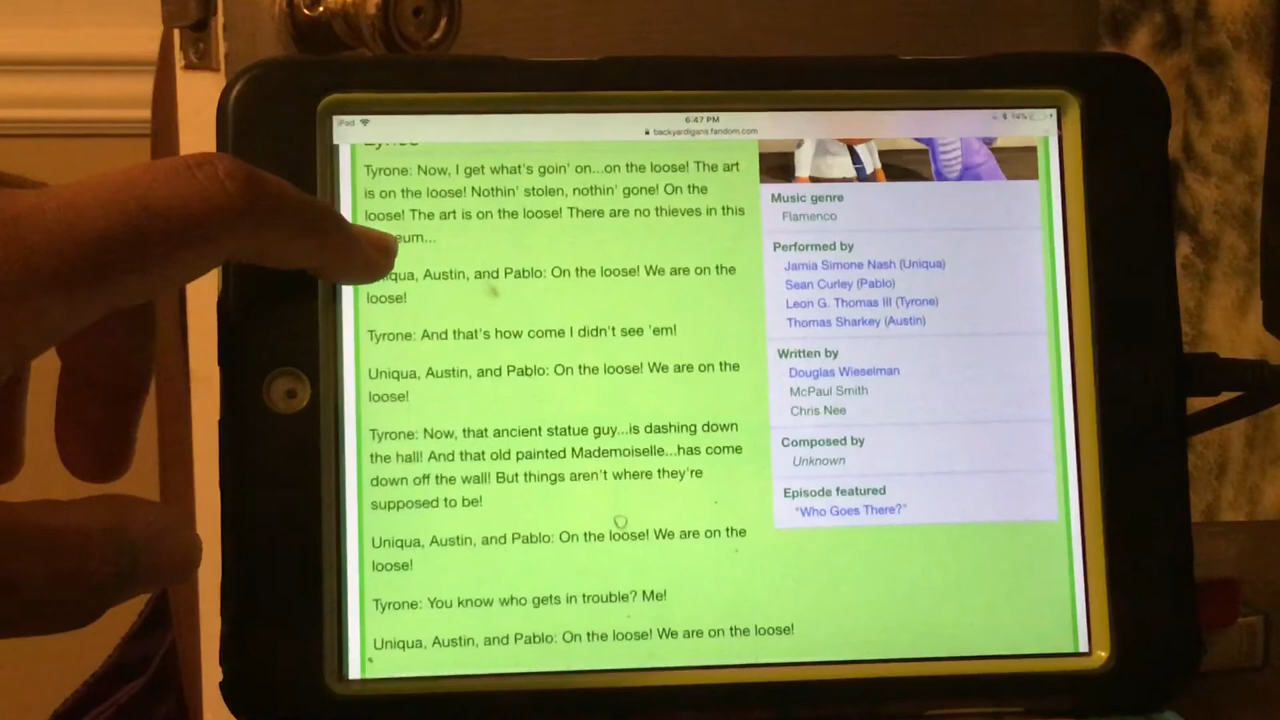 iPad
6:47 PM
backyardigans.fandom.com
Tyrone: Now, I get what's goin' on...on the loose! The art
is on the loose! Nothin' stolen, nothin' gone! On the
loose! The art is on the loose! There are no thieves in this
eum...
qua, Austin, and Pablo: On the loose! We are on the
loose!
Tyrone: And that's how come I didn't see 'em!
Uniqua, Austin, and Pablo: On the loose! We are on the
loose!
Tyrone: Now, that ancient statue guy...is dashing down
the hall! And that old painted Mademoiselle...has come
down off the wall! But things aren't where they're
supposed to be!
Uniqua, Austin, and Pablo: On the loose! We are on the
loose!
Tyrone: You know who gets in trouble? Me!
Uniqua, Austin, and Pablo: On the loose! We are on the loose!
Music genre
Flamenco
Performed by
Jamia Simone Nash (Uniqua)
Sean Curley (Pablo)
Leon G. Thomas III (Tyrone)
Thomas Sharkey (Austin)
Written by
Douglas Wieselman
McPaul Smith
Chris Nee
Composed by
Unknown
Episode featured
"Who Goes There?"